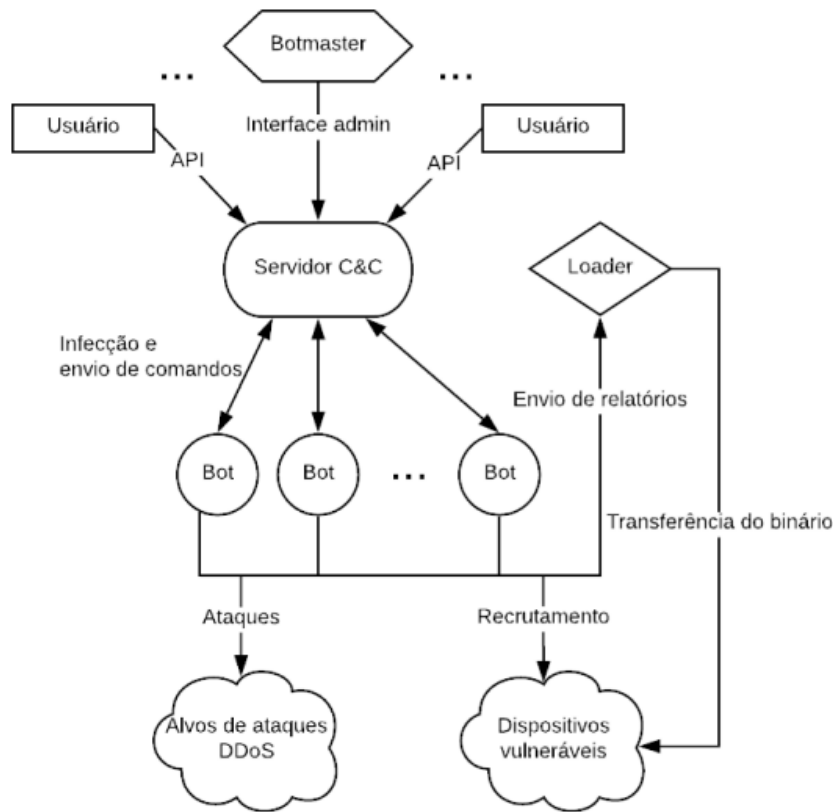 Botmaster
...
...
Usuário
Interface admin
Usuário
API
API
Servidor C&C
Loader
Infecção e
envio de comandos
Envio de relatórios
Bot
Bot
...
Bot
Transferência do binário
Ataques
Recrutamento
Alvos de ataques
DDoS
Dispositivos
vulneráveis